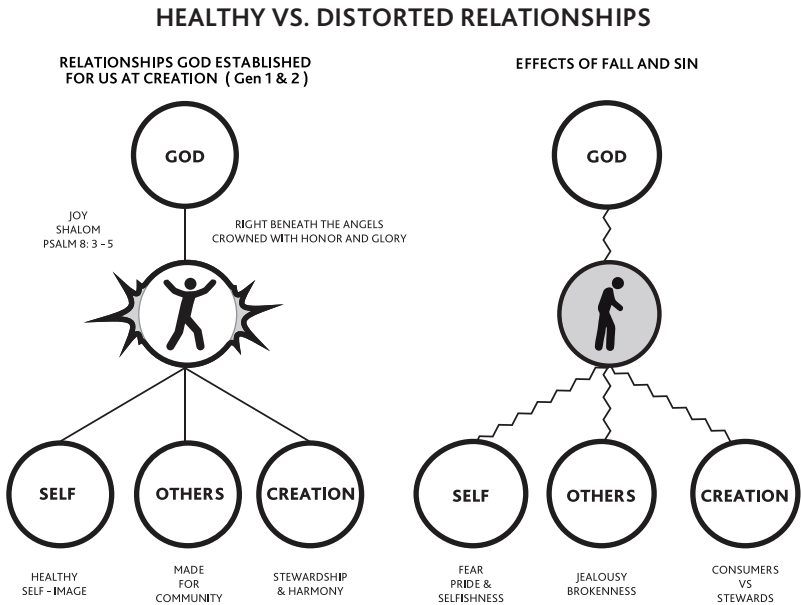 HEALTHY VS. DISTORTED RELATIONSHIPS
RELATIONSHIPS GOD ESTABLISHED
FOR US AT CREATION ( Gen 1 & 2 )
GOD
JOY
SHALOM
PSALM 8: 3 - 5
RIGHT BENEATH THE ANGELS
CROWNED WITH HONOR AND GLORY
SELF
OTHERS
CREATION
HEALTHY
SELF - IMAGE
MADE
FOR
COMMUNITY
STEWARDSHIP
& HARMONY
EFFECTS OF FALL AND SIN
GOD
SELF
OTHERS
CREATION
FEAR
PRIDE &
SELFISHNESS
JEALOUSY
BROKENNESS
CONSUMERS
VS
STEWARDS